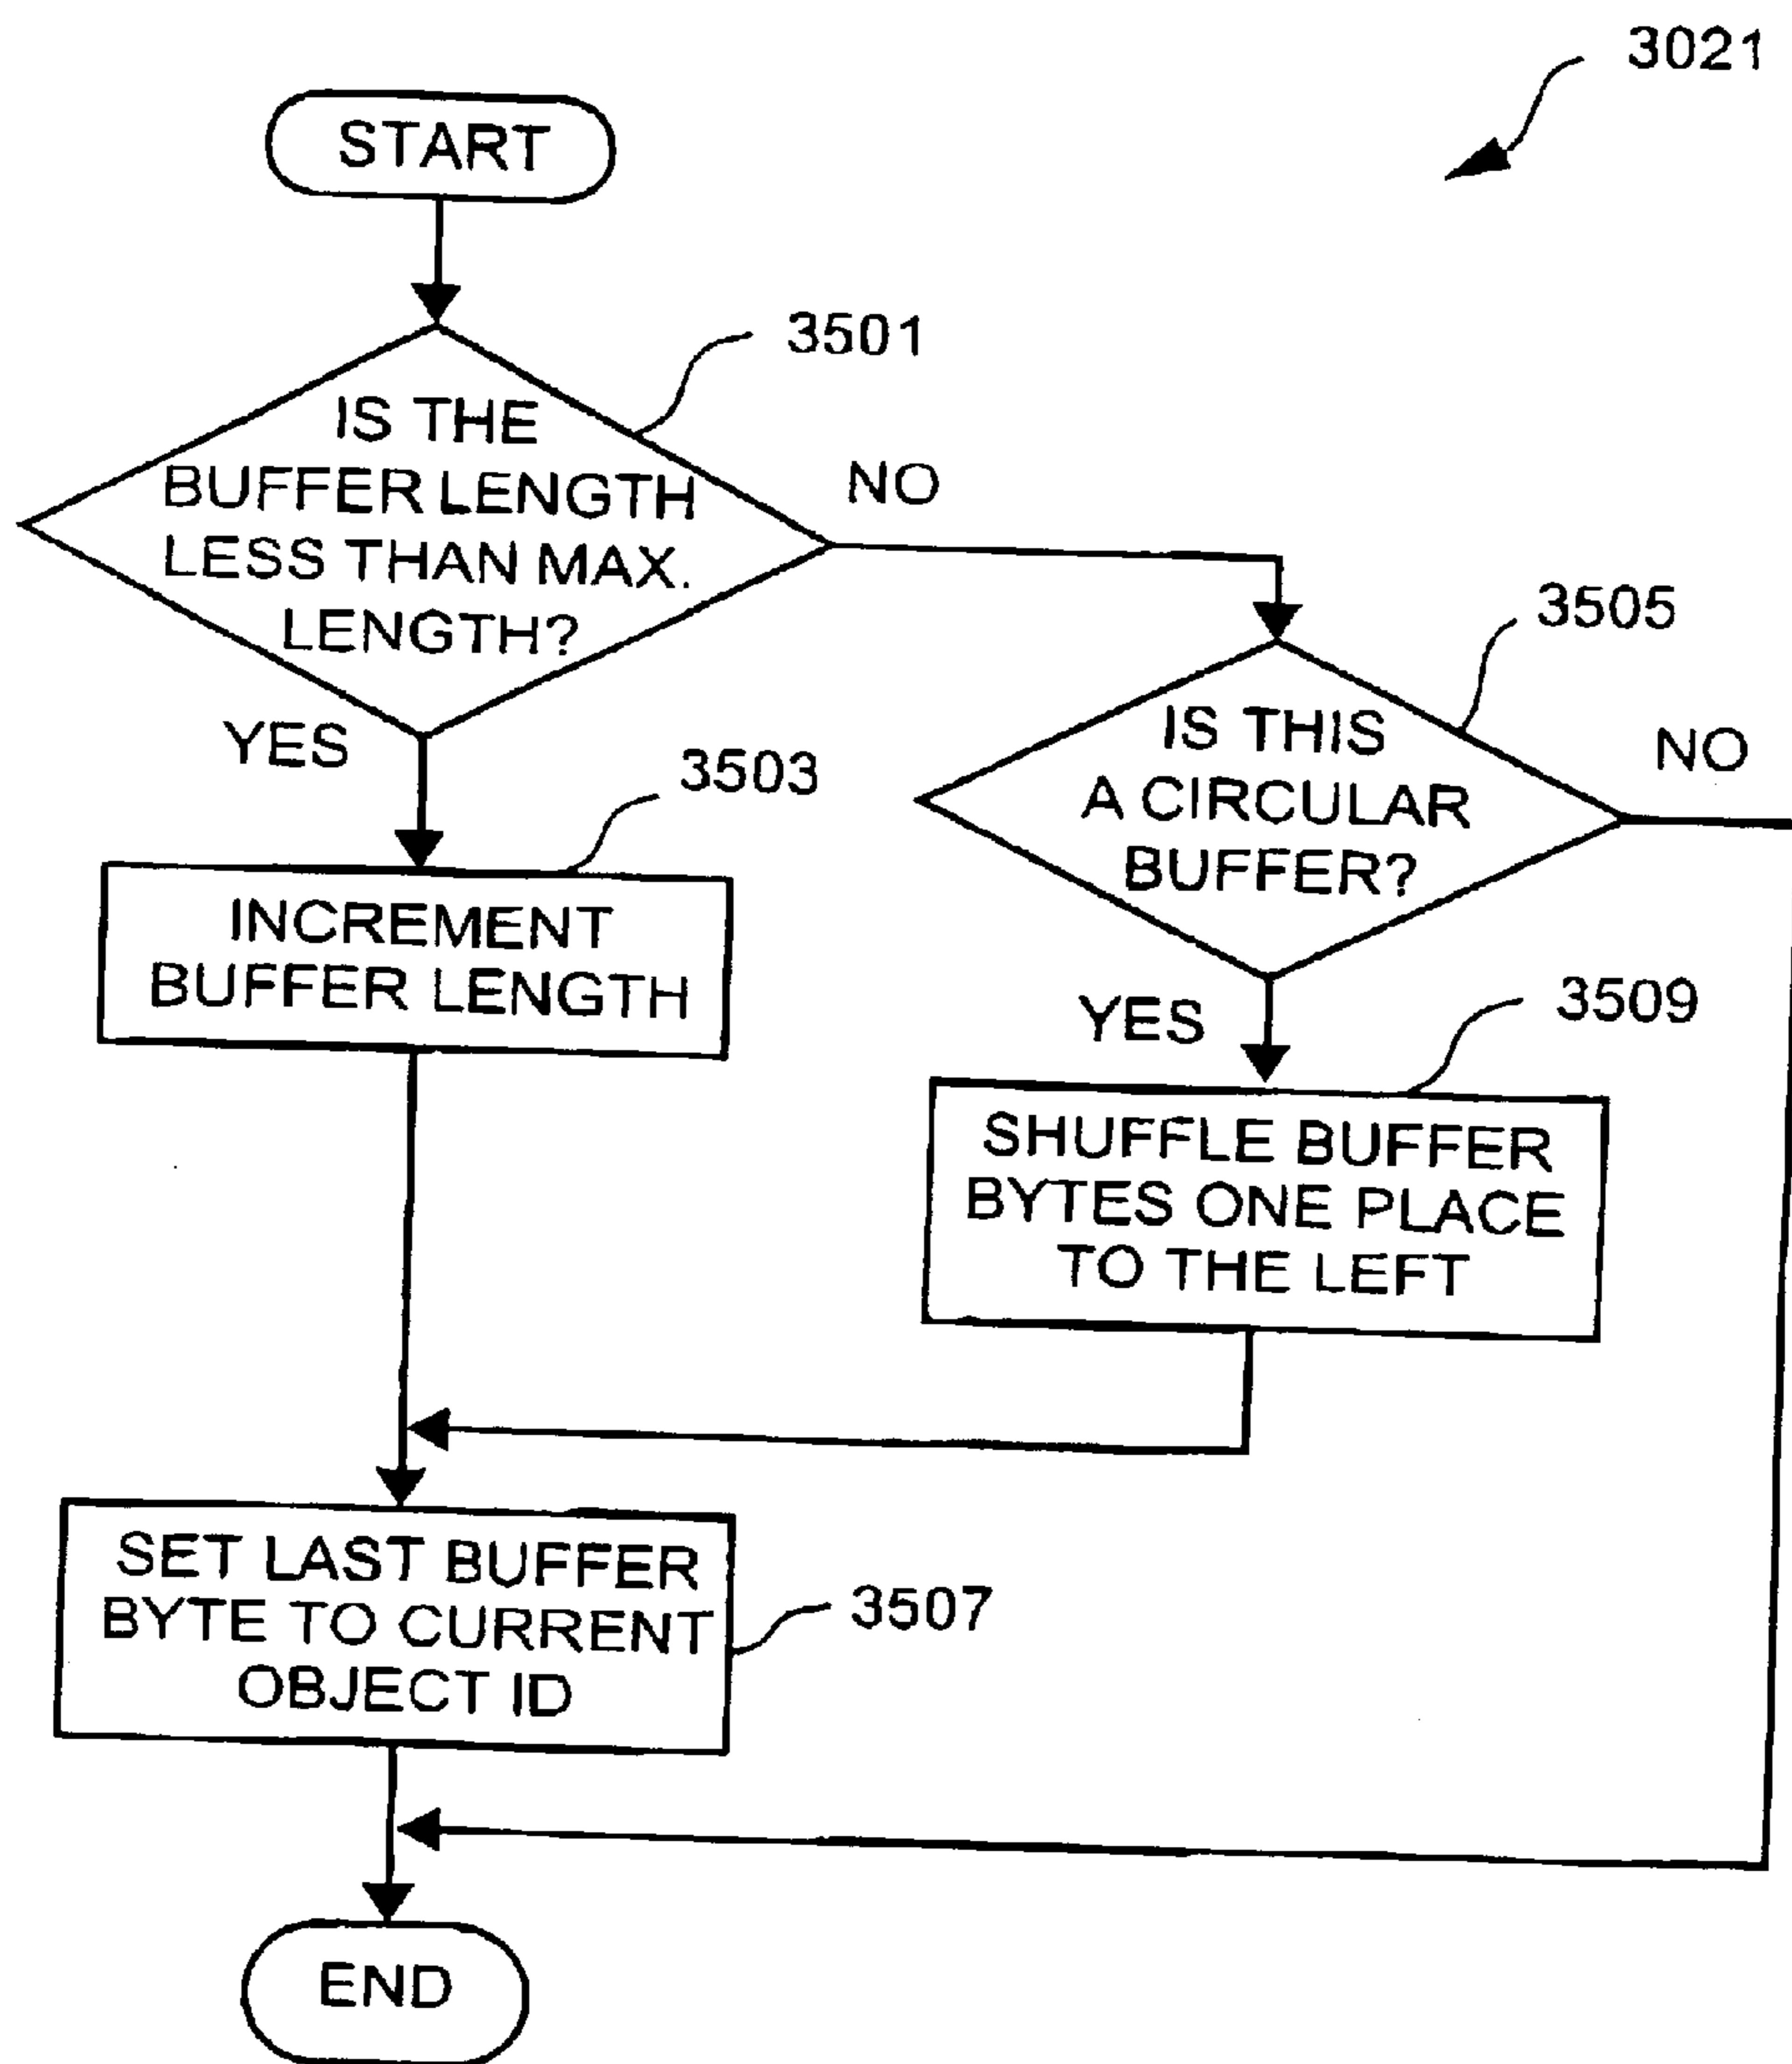 3021
START
3501
IS THE
BUFFER LENGTH
LESS THAN MAX.
LENGTH?
NO
YES
3505
IS THIS
A CIRCULAR
BUFFER?
NO
3503
INCREMENT
BUFFER LENGTH
YES
3509
SHUFFLE BUFFER
BYTES ONE PLACE
TO THE LEFT
SET LAST BUFFER
BYTE TO CURRENT
OBJECT ID
3507
END